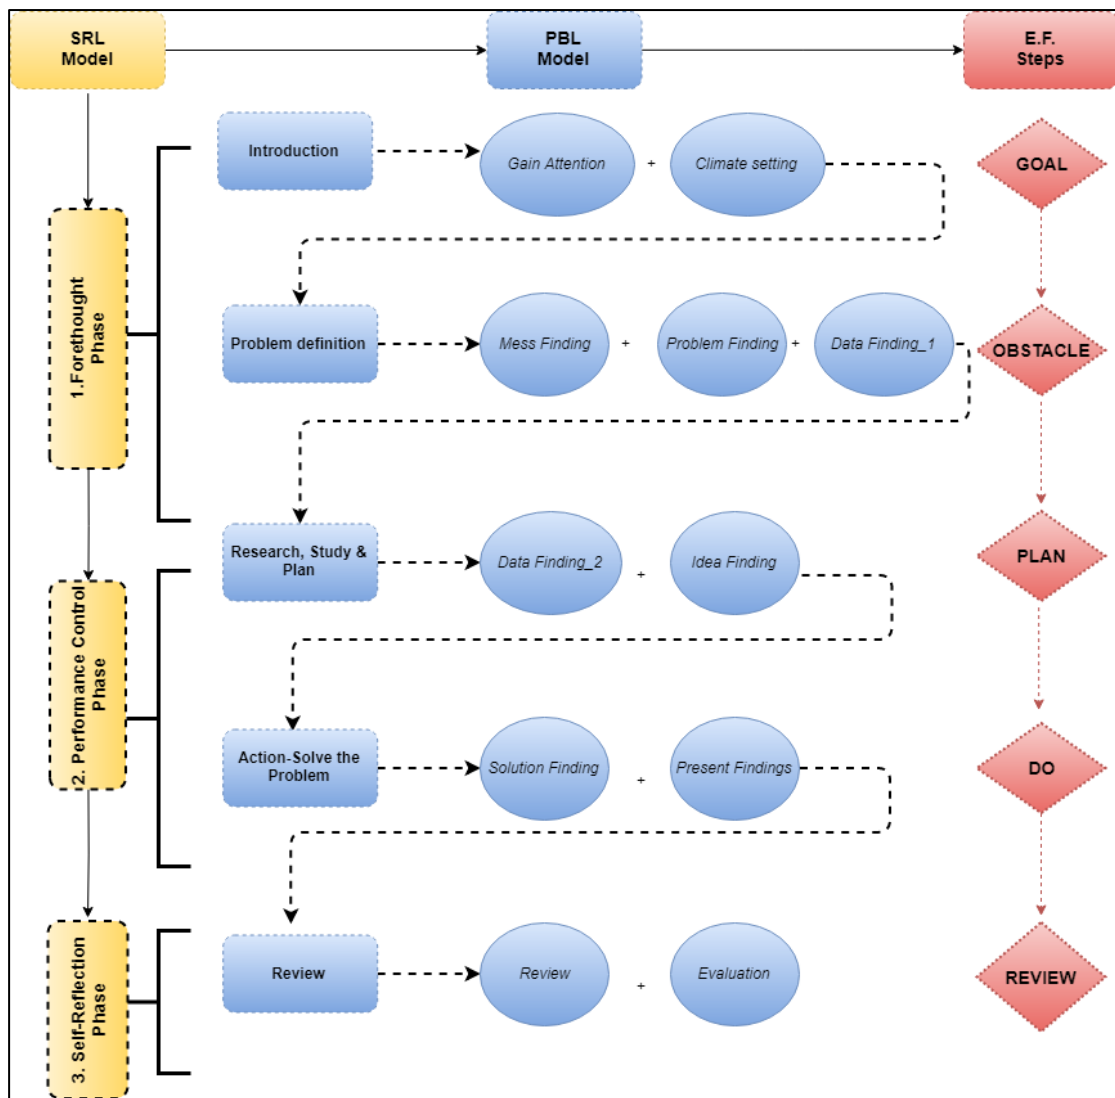 SRL
Model
PBL
Model
E.F.
Steps
1.Forethought
Phase
Introduction
Gain Attention
+
Climate setting
GOAL
Problem definition
Mess Finding
+
Problem Finding
+
Data Finding_1
OBSTACLE
2. Performance Control
Phase
Research, Study &
Plan
Data Finding_2
+
Idea Finding
PLAN
Action-Solve the
Problem
Solution Finding
+
Present Findings
DO
3. Self-Reflection
Phase
Review
Review
+
Evaluation
REVIEW